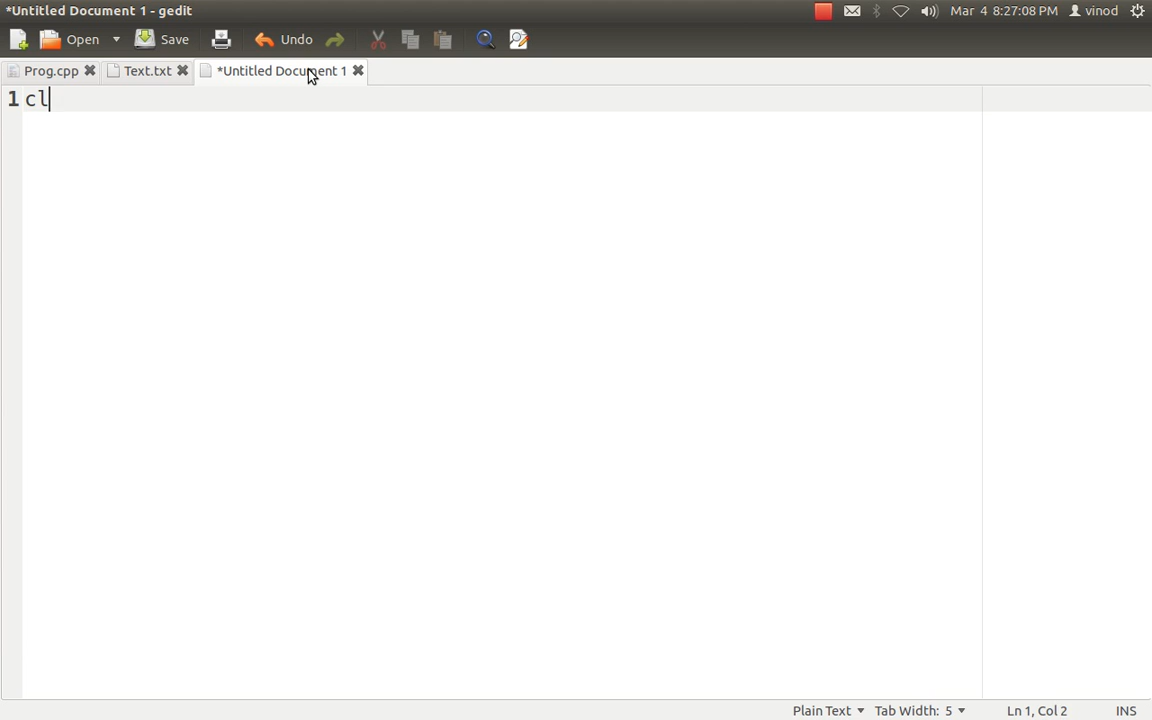 *Untitled Document 1 - gedit
Mar 4 8:27:08 PM vinod
Open Save Undo
Prog.cpp Text.txt *Untitled Document 1
1 cl
Plain Text Tab Width: 5 Ln 1, Col 2 INS